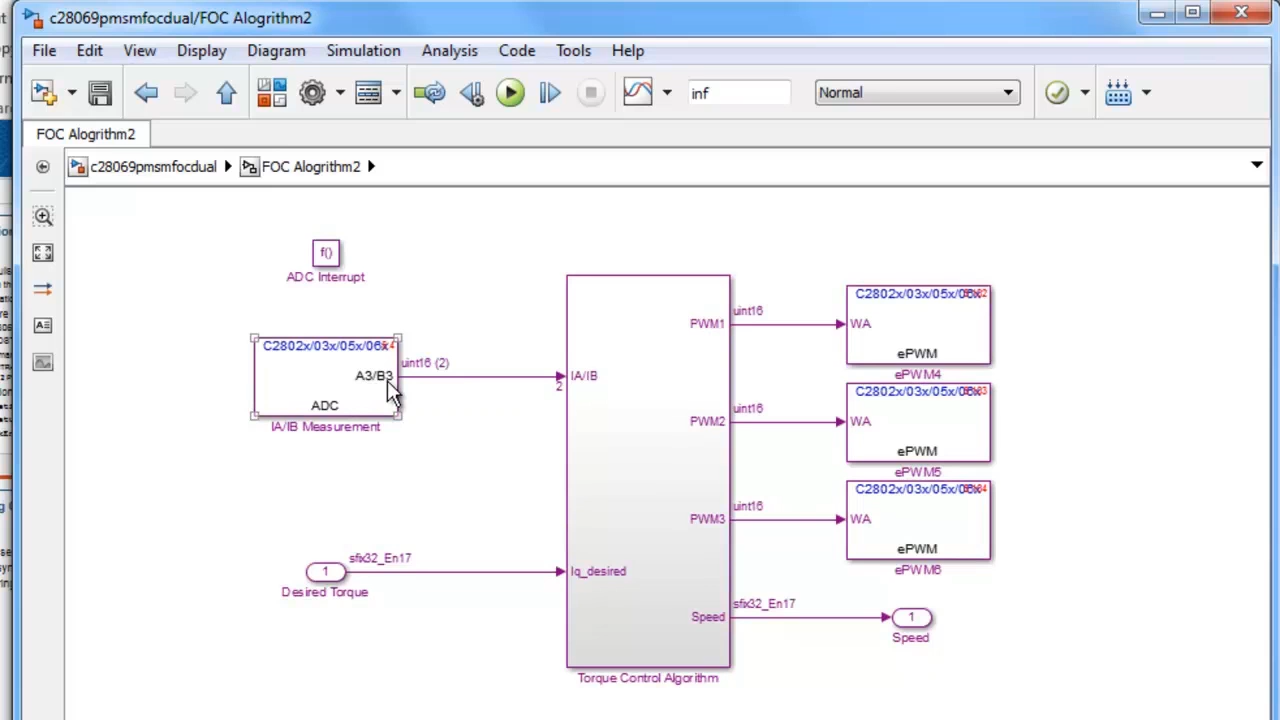 c28069pmsmfocdual/FOC Alogrithm2
File Edit View Display Diagram Simulation Analysis Code Tools Help
inf
Normal
FOC Alogrithm2
c28069pmsmfocdual FOC Alogrithm2
f()
ADC Interrupt
C2802x/03x/05x/06x
A3/B3
ADC
IA/IB Measurement
uint16 (2)
2
IA/IB
1
Desired Torque
sfix32_En17
Iq_desired
PWM1
PWM2
PWM3
Speed
Torque Control Algorithm
uint16
C2802x/03x/05x/06x
WA
ePWM
ePWM4
uint16
C2802x/03x/05x/06x
WA
ePWM
ePWM5
uint16
C2802x/03x/05x/06x
WA
ePWM
ePWM6
sfix32_En17
1
Speed